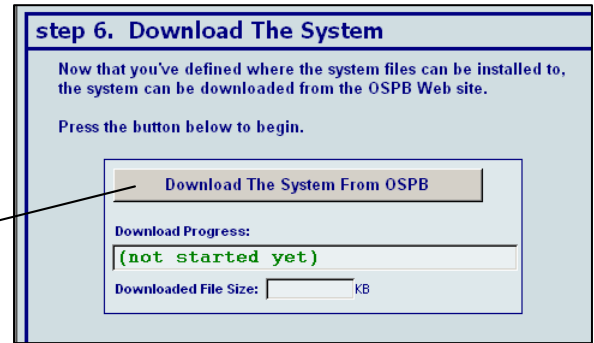 step 6. Download The System
Now that you've defined where the system files can be installed to,
the system can be downloaded from the OSPB Web site.
Press the button below to begin.
Download The System From OSPB
Download Progress:
(not started yet)
Downloaded File Size: KB